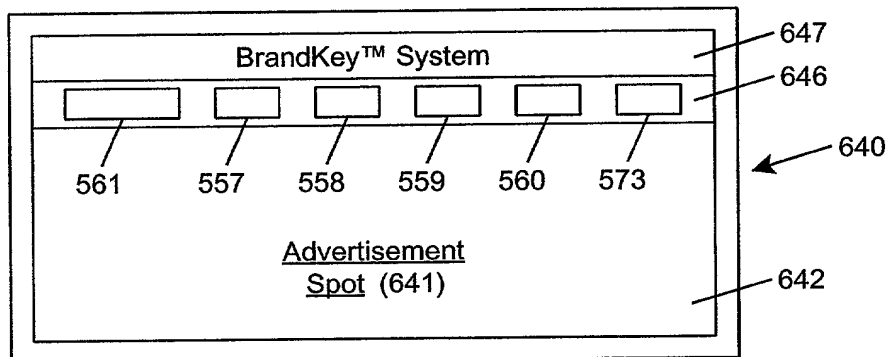 BrandKey™ System
647
646
561 557 558 559 560 573
640
Advertisement
Spot (641)
642